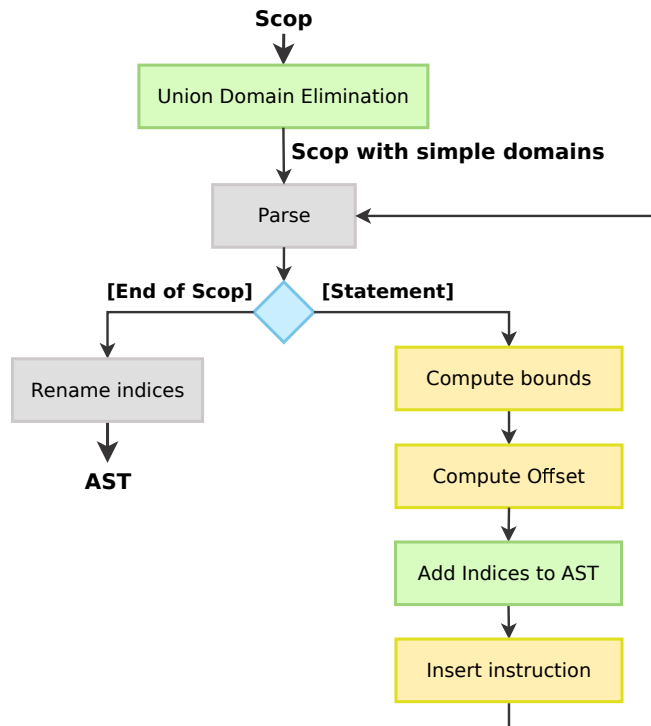 Scop
Union Domain Elimination
Scop with simple domains
Parse
[End of Scop]
[Statement]
Rename indices
Compute bounds
AST
Compute Offset
Add Indices to AST
Insert instruction